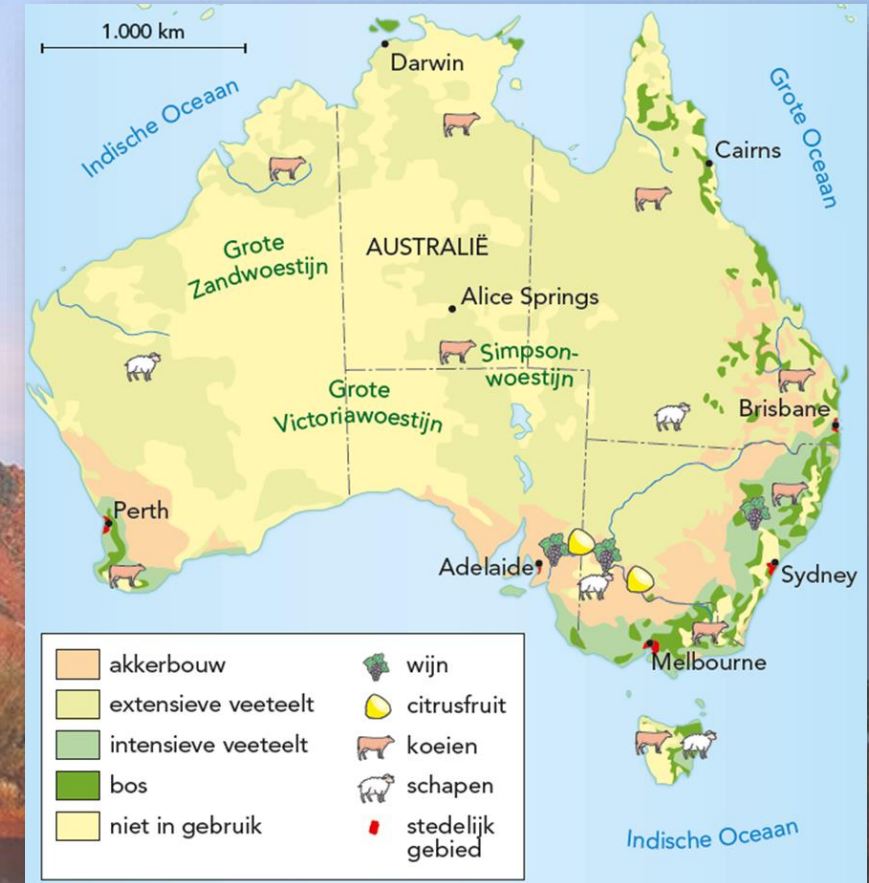 1.000 km
Darwin
Indische Oceaan
Grote Oceaan
Cairns
Grote
Zandwoestijn
AUSTRALIË
Alice Springs
Simpson-
woestijn
Grote
Victoriawoestijn
Brisbane
Perth
Adelaide
Sydney
Melbourne
akkerbouw
extensieve veeteelt
intensieve veeteelt
bos
niet in gebruik
wijn
citrusfruit
koeien
schapen
stedelijk
gebied
Indische Oceaan